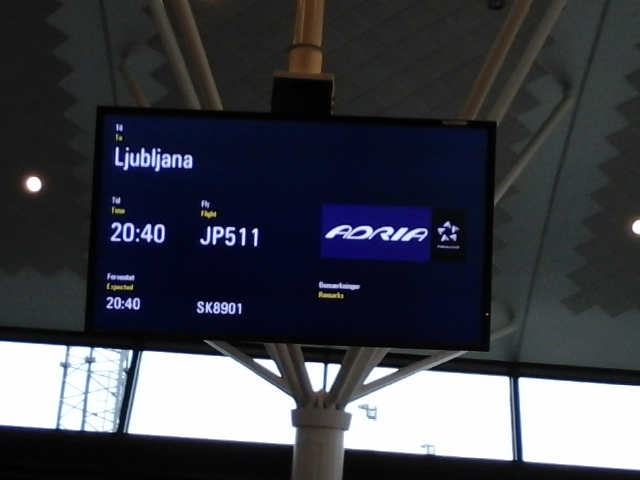 Til
To
Ljubljana
Tid
Time
Fly
Flight
20:40
JP511
ADRIA
Forventet
Expected
Bemærkninger
Remarks
20:40
SK8901